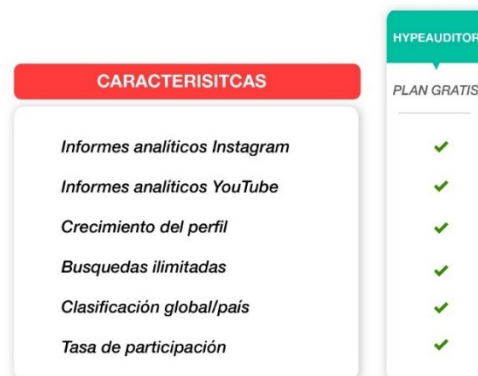 HYPEAUDITOR
CARACTERISITCAS
PLAN GRATIS
Informes analíticos Instagram
Informes analíticos YouTube
Crecimiento del perfil
Busquedas ilimitadas
Clasificación global/país
Tasa de participación